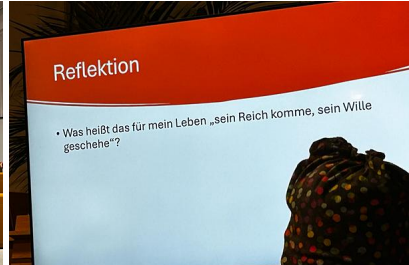 Reflektion
• Was heißt das für mein Leben „sein Reich komme, sein Wille
geschehe“?